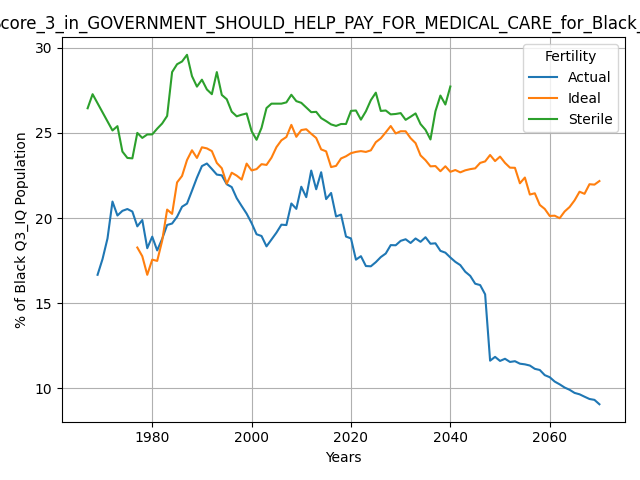 core_3_in_GOVERNMENT_SHOULD_HELP_PAY_FOR_MEDICAL_CARE_for_Black_
Fertility
Actual
Ideal
Sterile
% of Black Q3_IQ Population
30
25
20
15
10
1980
2000
2020
2040
2060
Years